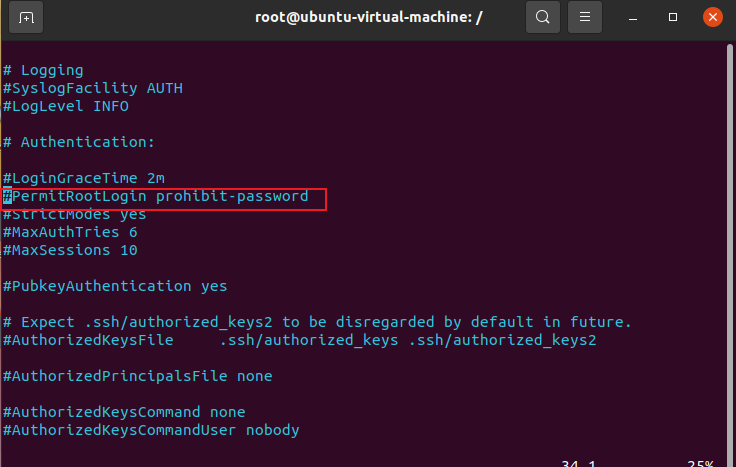 root@ubuntu-virtual-machine: /
# Logging
#SyslogFacility AUTH
#LogLevel INFO
# Authentication:
#LoginGraceTime 2m
#PermitRootLogin prohibit-password
#StrictModes yes
#MaxAuthTries 6
#MaxSessions 10
#PubkeyAuthentication yes
# Expect .ssh/authorized_keys2 to be disregarded by default in future.
#AuthorizedKeysFile     .ssh/authorized_keys .ssh/authorized_keys2
#AuthorizedPrincipalsFile none
#AuthorizedKeysCommand none
#AuthorizedKeysCommandUser nobody
34,1 25%